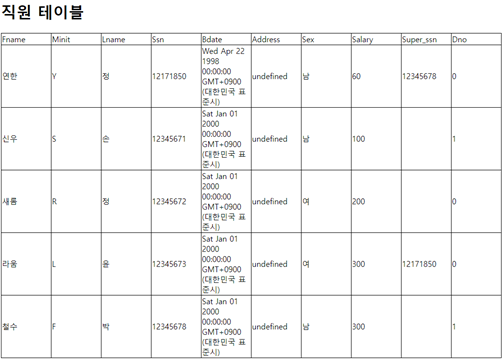 직원 테이블
Fname Minit Lname Ssn Bdate Address Sex Salary Super_ssn Dno
연한 Y 정 12171850 Wed Apr 22 1998 00:00:00 GMT+0900 (대한민국 표준시) undefined 남 60 12345678 0
신우 S 손 12345671 Sat Jan 01 2000 00:00:00 GMT+0900 (대한민국 표준시) undefined 남 100 1
새롬 R 정 12345672 Sat Jan 01 2000 00:00:00 GMT+0900 (대한민국 표준시) undefined 여 200 0
라움 L 윤 12345673 Sat Jan 01 2000 00:00:00 GMT+0900 (대한민국 표준시) undefined 여 300 12171850 0
철수 F 박 12345678 Sat Jan 01 2000 00:00:00 GMT+0900 (대한민국 표준시) undefined 남 300 1